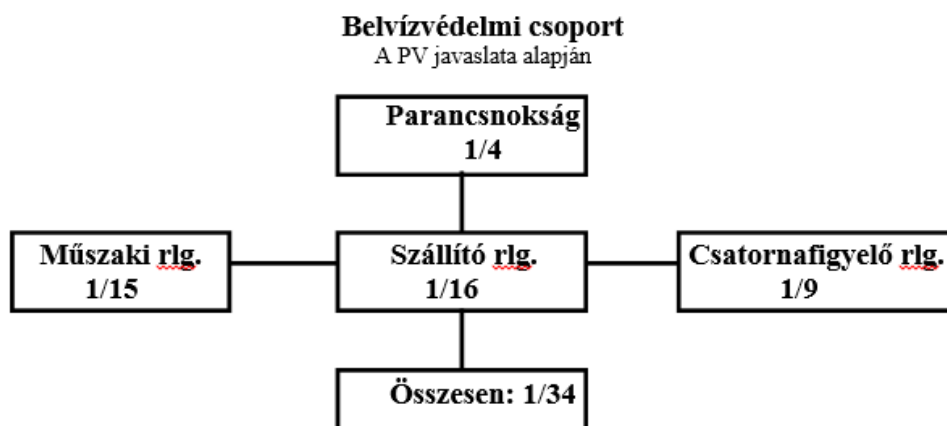 Belvízvédelmi csoport
A PV javaslata alapján
Parancsnokság
1/4
Műszaki rlg.
1/15
Szállító rlg.
1/16
Csatornafigyelő rlg.
1/9
Összesen: 1/34